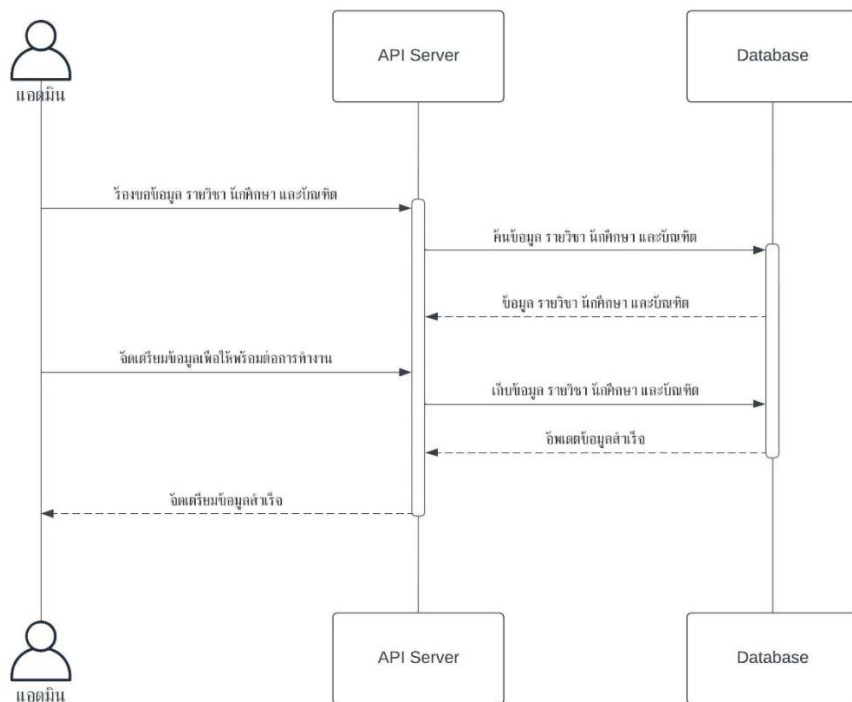 API Server
Database
แอดมิน
ร้องขอข้อมูล รายวิชา นักศึกษา และบัณฑิต
ค้นข้อมูล รายวิชา นักศึกษา และบัณฑิต
ข้อมูล รายวิชา นักศึกษา และบัณฑิต
จัดเตรียมข้อมูลเพื่อให้พร้อมต่อการทำงาน
เก็บข้อมูล รายวิชา นักศึกษา และบัณฑิต
อัพเดตข้อมูลสำเร็จ
จัดเตรียมข้อมูลสำเร็จ
API Server
Database
แอดมิน